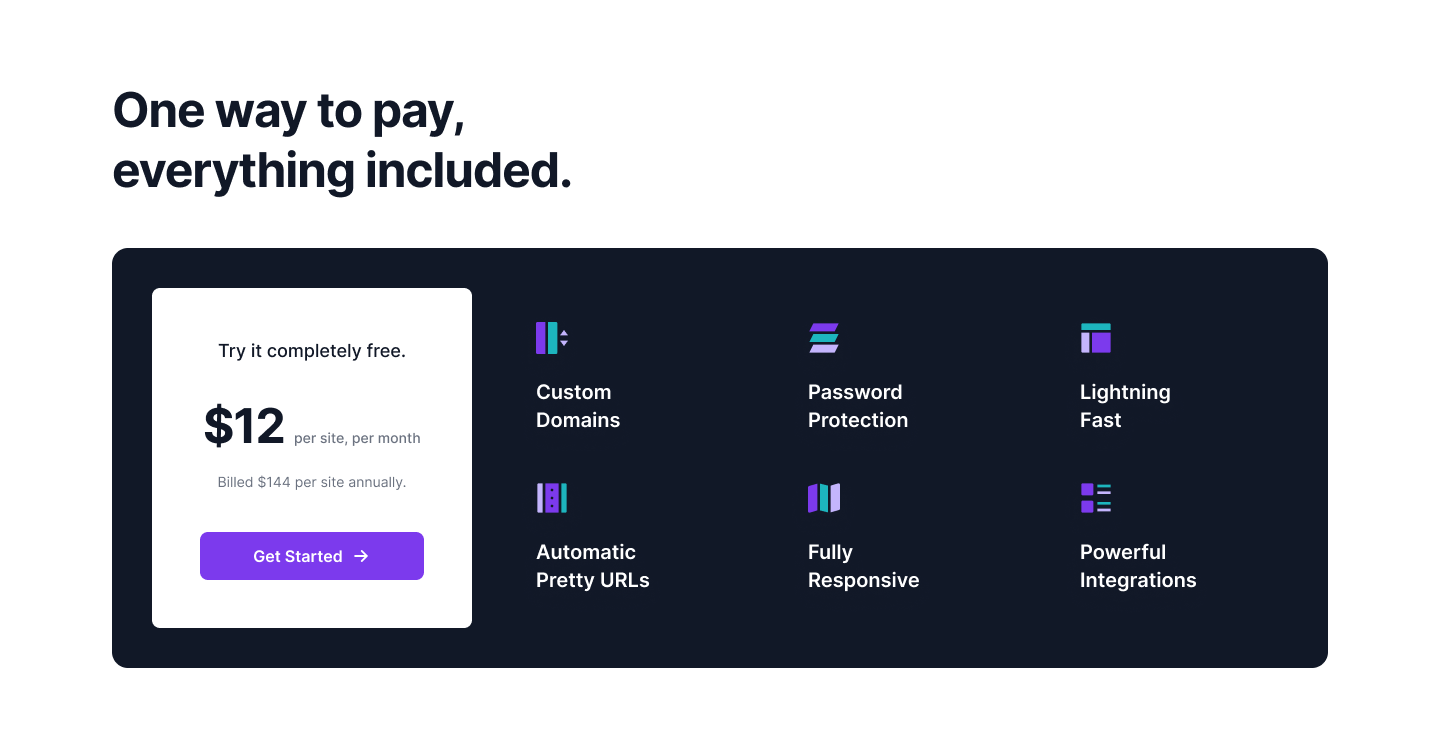 One way to pay,
everything included.
Try it completely free.
$12 per site, per month
Billed $144 per site annually.
Get Started →
Custom
Domains
Password
Protection
Lightning
Fast
Automatic
Pretty URLs
Fully
Responsive
Powerful
Integrations